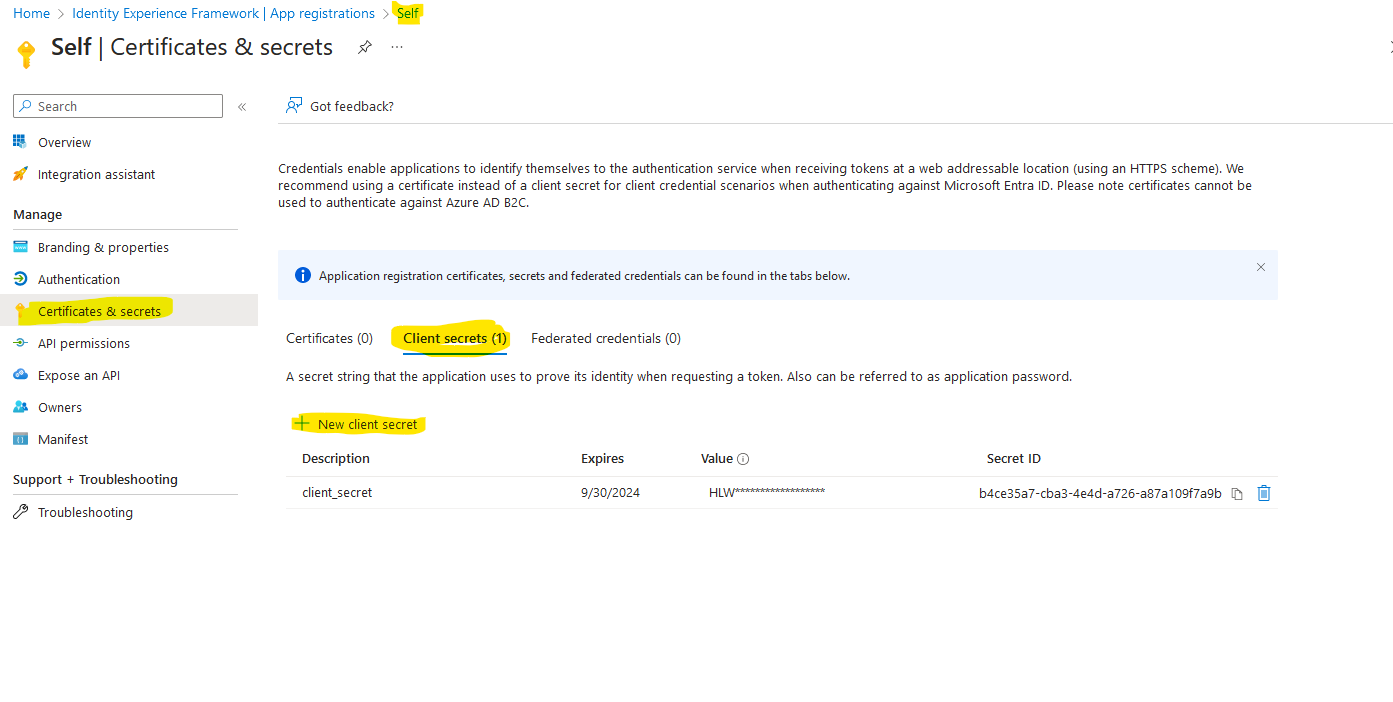 Home > Identity Experience Framework | App registrations > Self
Self | Certificates & secrets
Search
Got feedback?
Overview
Integration assistant
Manage
Branding & properties
Authentication
Certificates & secrets
API permissions
Expose an API
Owners
Manifest
Support + Troubleshooting
Troubleshooting
Credentials enable applications to identify themselves to the authentication service when receiving tokens at a web addressable location (using an HTTPS scheme). We
recommend using a certificate instead of a client secret for client credential scenarios when authenticating against Microsoft Entra ID. Please note certificates cannot be
used to authenticate against Azure AD B2C.
Application registration certificates, secrets and federated credentials can be found in the tabs below.
Certificates (0) Client secrets (1) Federated credentials (0)
A secret string that the application uses to prove its identity when requesting a token. Also can be referred to as application password.
New client secret
Description Expires Value Secret ID
client_secret 9/30/2024 HLW****************** b4ce35a7-cba3-4e4d-a726-a87a109f7a9b